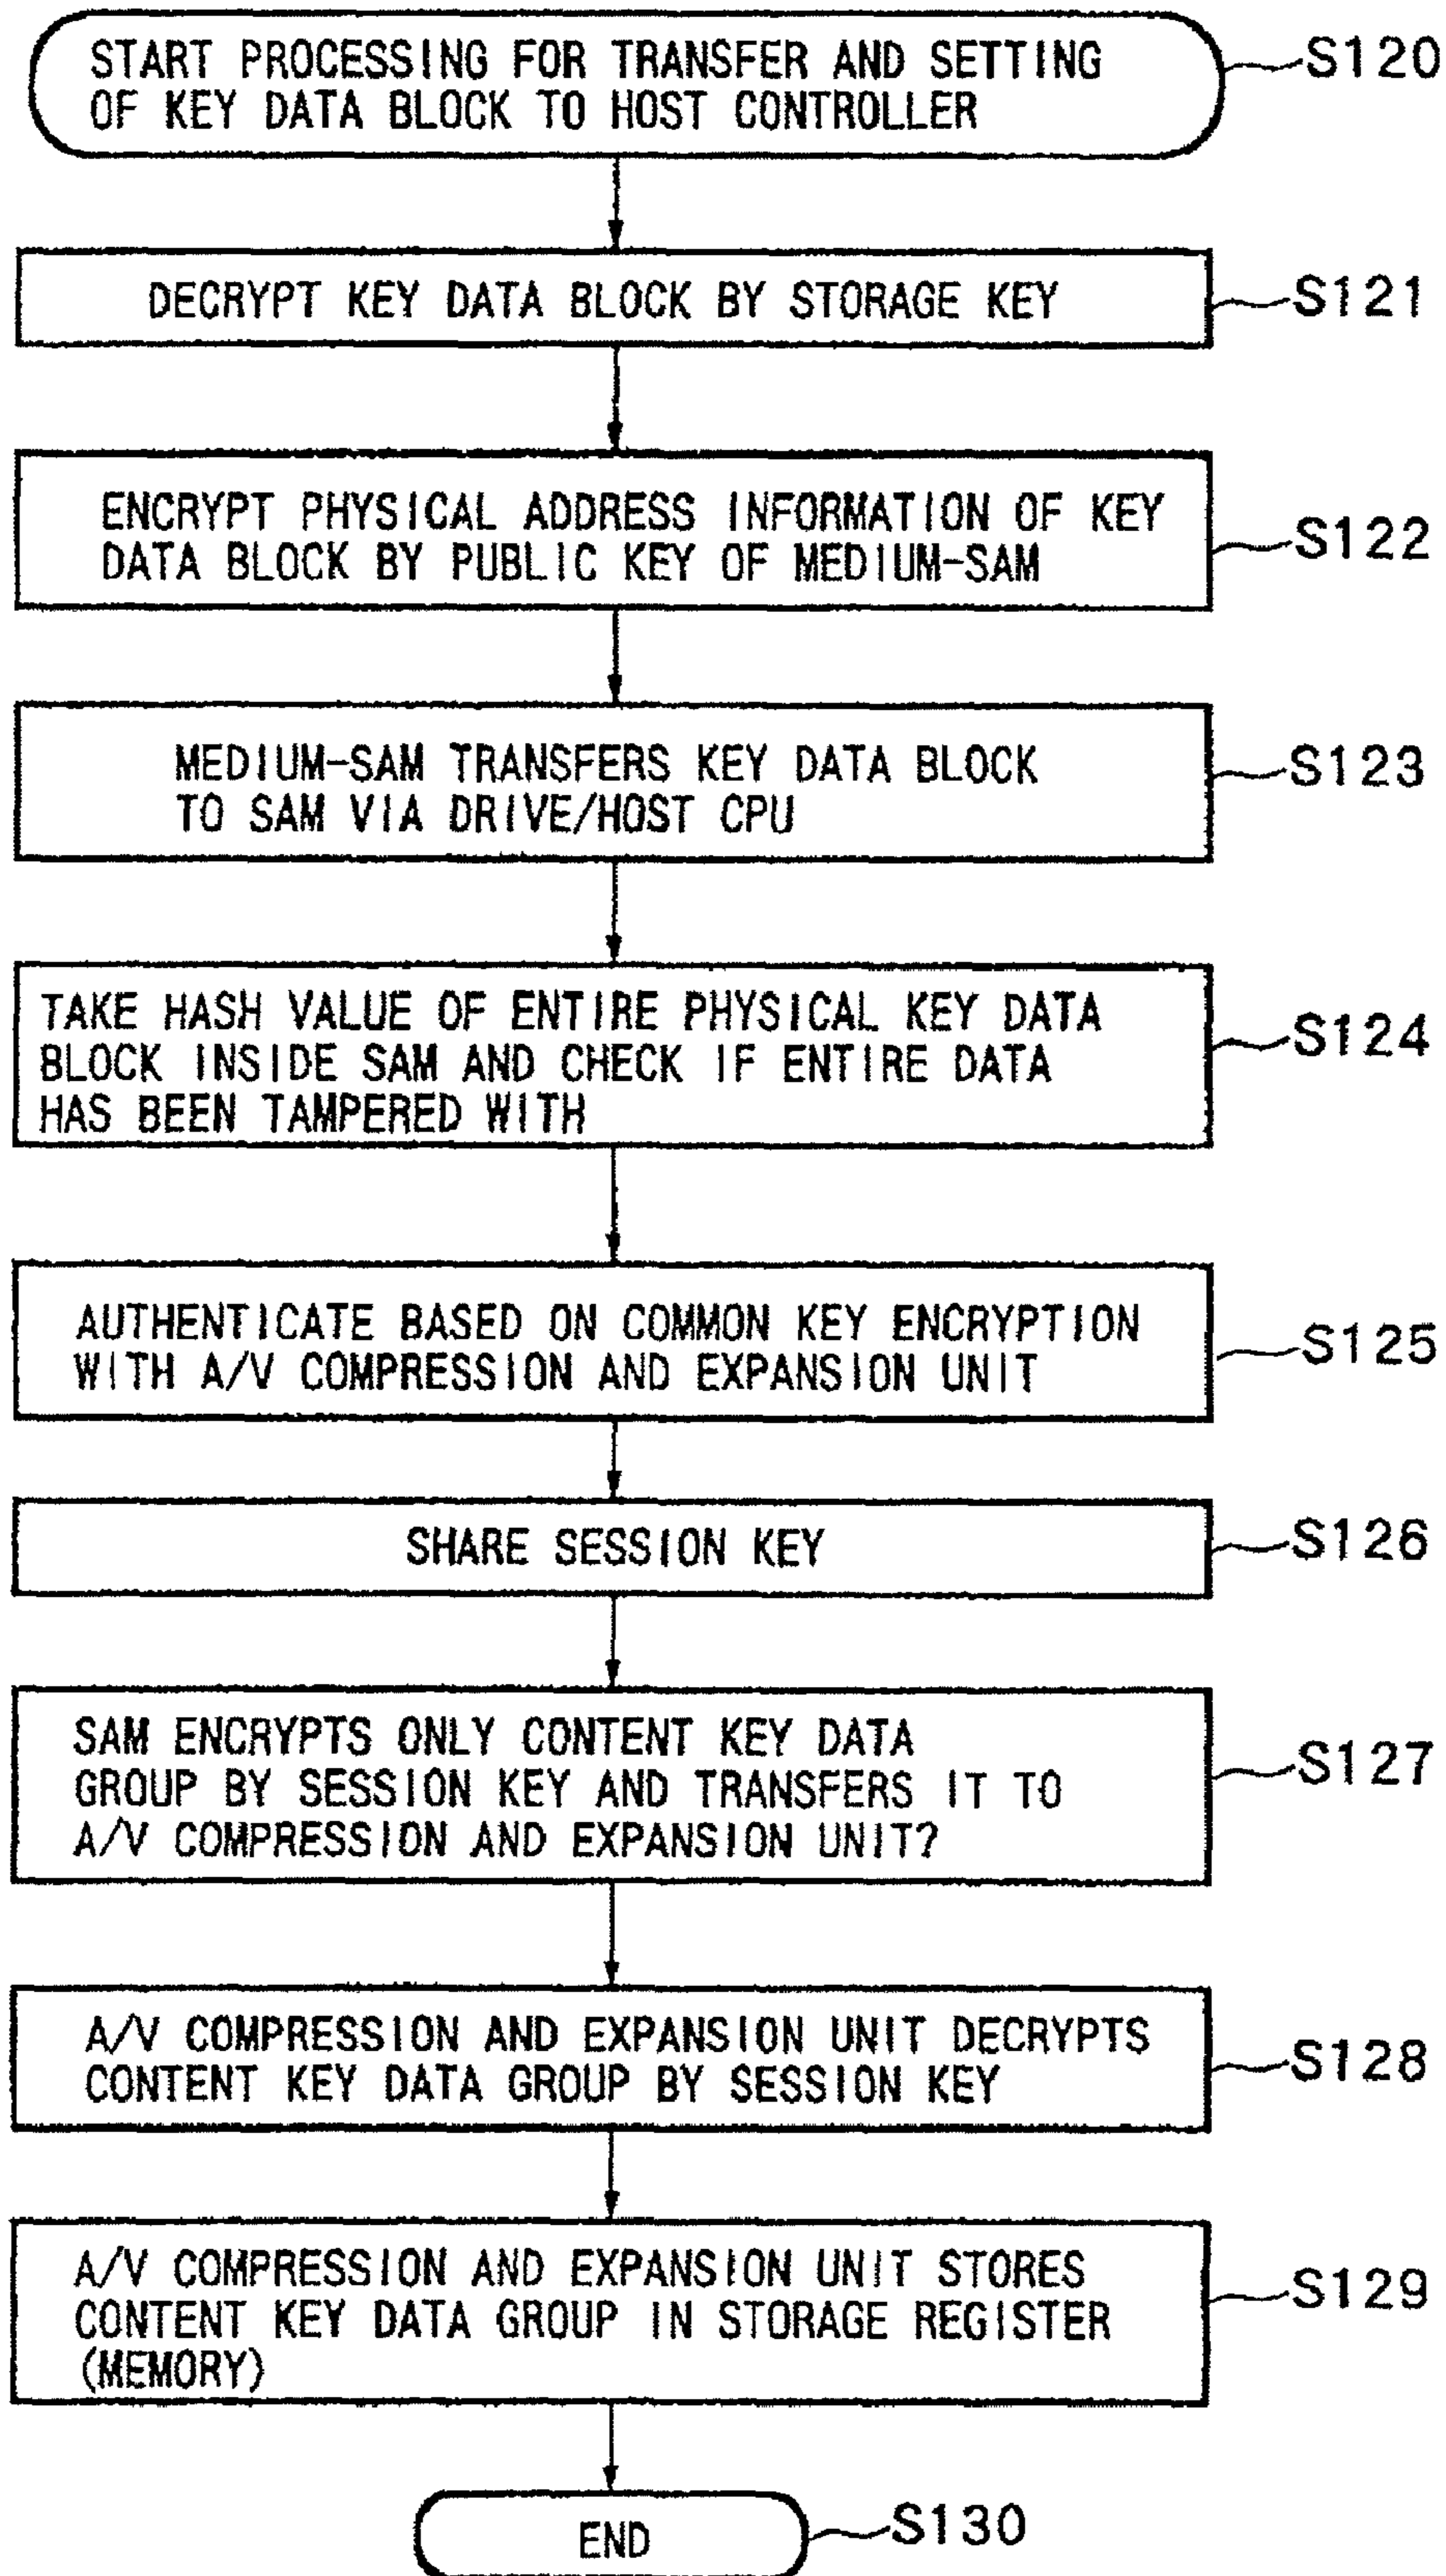 START PROCESSING FOR TRANSFER AND SETTING
OF KEY DATA BLOCK TO HOST CONTROLLER
S120
DECRYPT KEY DATA BLOCK BY STORAGE KEY
S121
ENCRYPT PHYSICAL ADDRESS INFORMATION OF KEY
DATA BLOCK BY PUBLIC KEY OF MEDIUM-SAM
S122
MEDIUM-SAM TRANSFERS KEY DATA BLOCK
TO SAM VIA DRIVE/HOST CPU
S123
TAKE HASH VALUE OF ENTIRE PHYSICAL KEY DATA
BLOCK INSIDE SAM AND CHECK IF ENTIRE DATA
HAS BEEN TAMPERED WITH
S124
AUTHENTICATE BASED ON COMMON KEY ENCRYPTION
WITH A/V COMPRESSION AND EXPANSION UNIT
S125
SHARE SESSION KEY
S126
SAM ENCRYPTS ONLY CONTENT KEY DATA
GROUP BY SESSION KEY AND TRANSFERS IT TO
A/V COMPRESSION AND EXPANSION UNIT?
S127
A/V COMPRESSION AND EXPANSION UNIT DECRYPTS
CONTENT KEY DATA GROUP BY SESSION KEY
S128
A/V COMPRESSION AND EXPANSION UNIT STORES
CONTENT KEY DATA GROUP IN STORAGE REGISTER
(MEMORY)
S129
END
S130